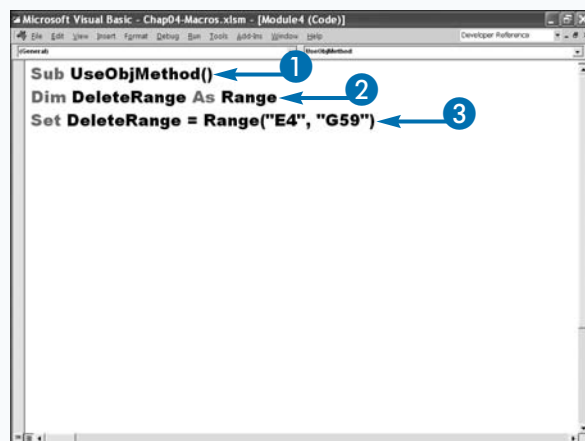 Microsoft Visual Basic - Chap04-Macros.xlsm - [Module4 (Code)]
File Edit View Insert Format Debug Run Tools Add-Ins Window Help
Developer Reference
(General)
UseObjMethod
Sub UseObjMethod()
1
Dim DeleteRange As Range
2
Set DeleteRange = Range("E4", "G59")
3